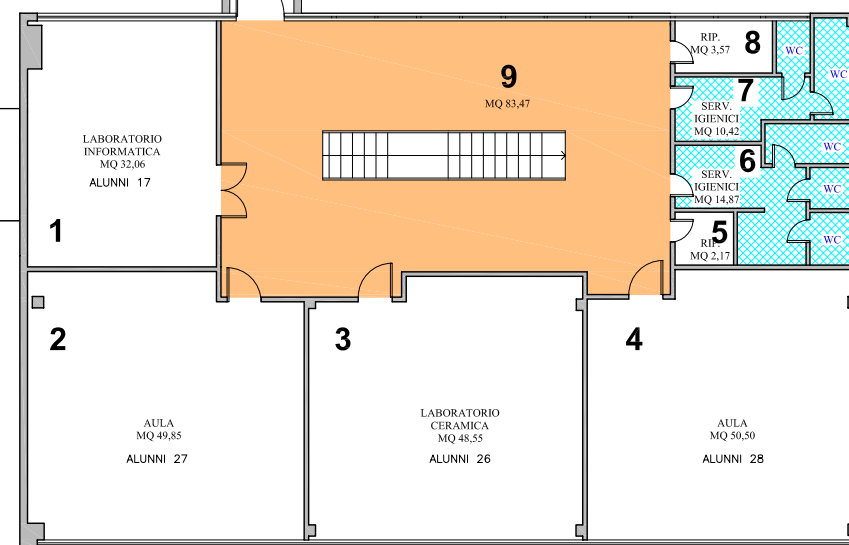 RIP.
MQ 3,57
8
WC
WC
9
MQ 83,47
7
SERV.
IGIENICI
MQ 10,42
LABORATORIO
INFORMATICA
MQ 32,06
ALUNNI 17
1
WC
6
SERV.
IGIENICI
MQ 14,87
WC
5
RIP.
MQ 2,17
WC
2
AULA
MQ 49,85
ALUNNI 27
3
LABORATORIO
CERAMICA
MQ 48,55
ALUNNI 26
4
AULA
MQ 50,50
ALUNNI 28